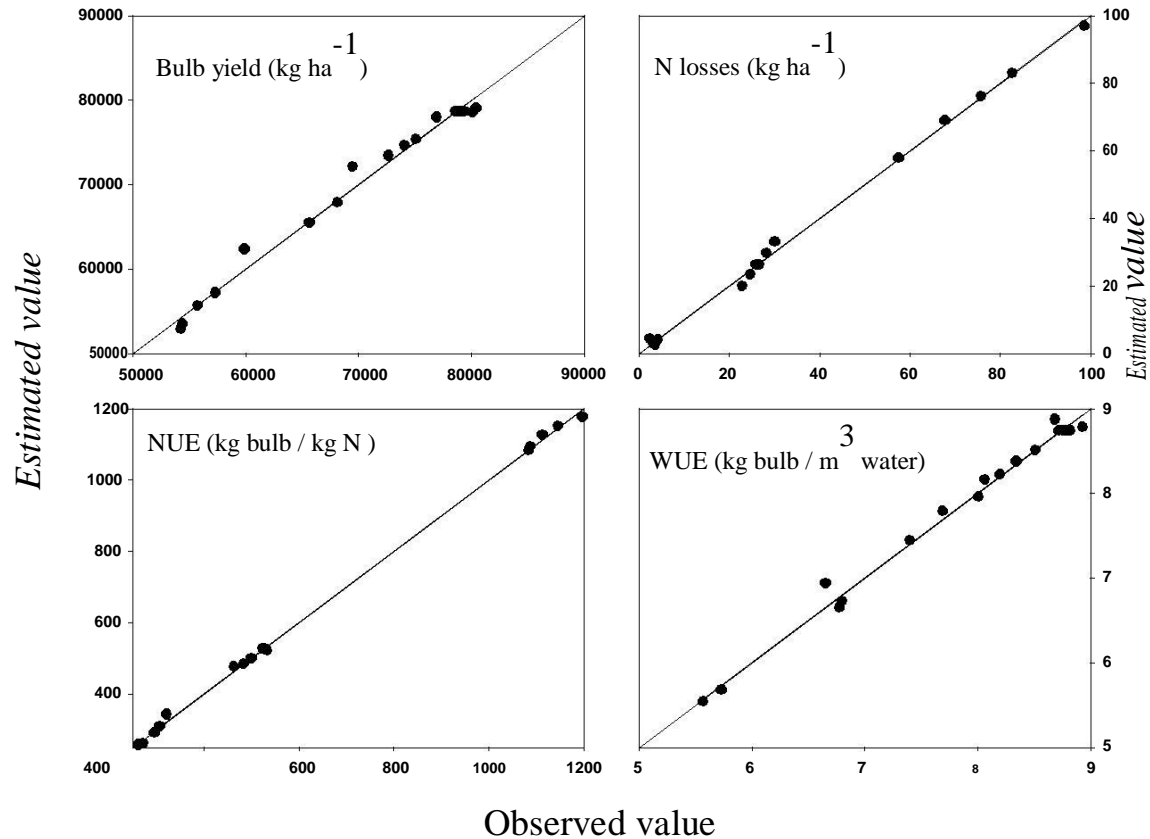 Estimated value
90000
80000
70000
60000
50000
50000 60000 70000 80000 90000
Bulb yield (kg ha-1)
100
80
60
40
20
0
0 20 40 60 80 100
N losses (kg ha-1)
Estimated value
1200
1000
800
600
400
400 600 800 1000 1200
NUE (kg bulb / kg N )
9
8
7
6
5
5 6 7 8 9
WUE (kg bulb / m3 water)
Observed value